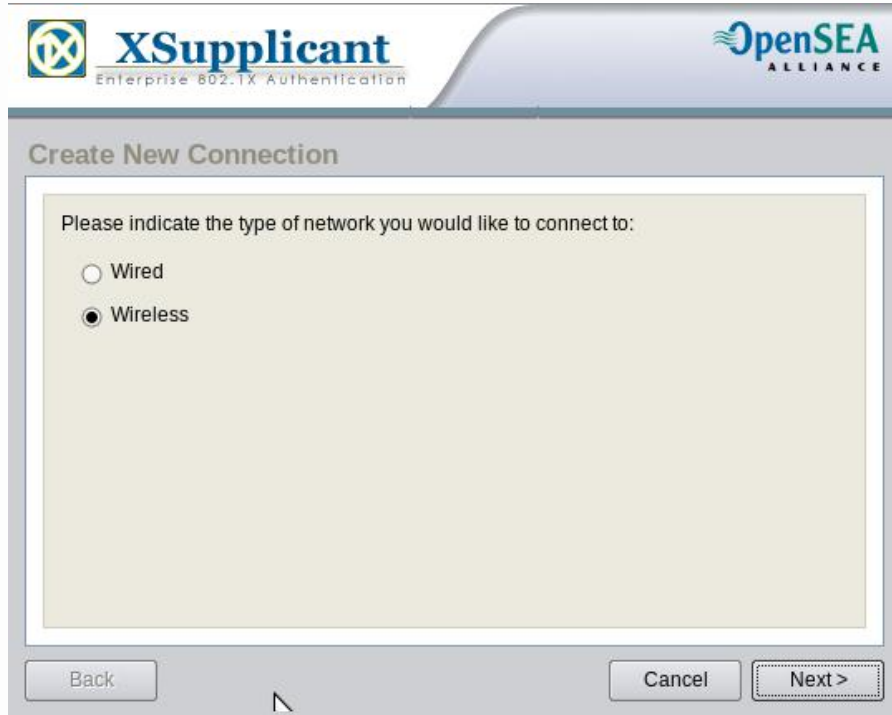 1X XSupplicant
Enterprise 802.1X Authentication
OpenSEA
ALLIANCE
Create New Connection
Please indicate the type of network you would like to connect to:
Wired
Wireless
Back Cancel Next >